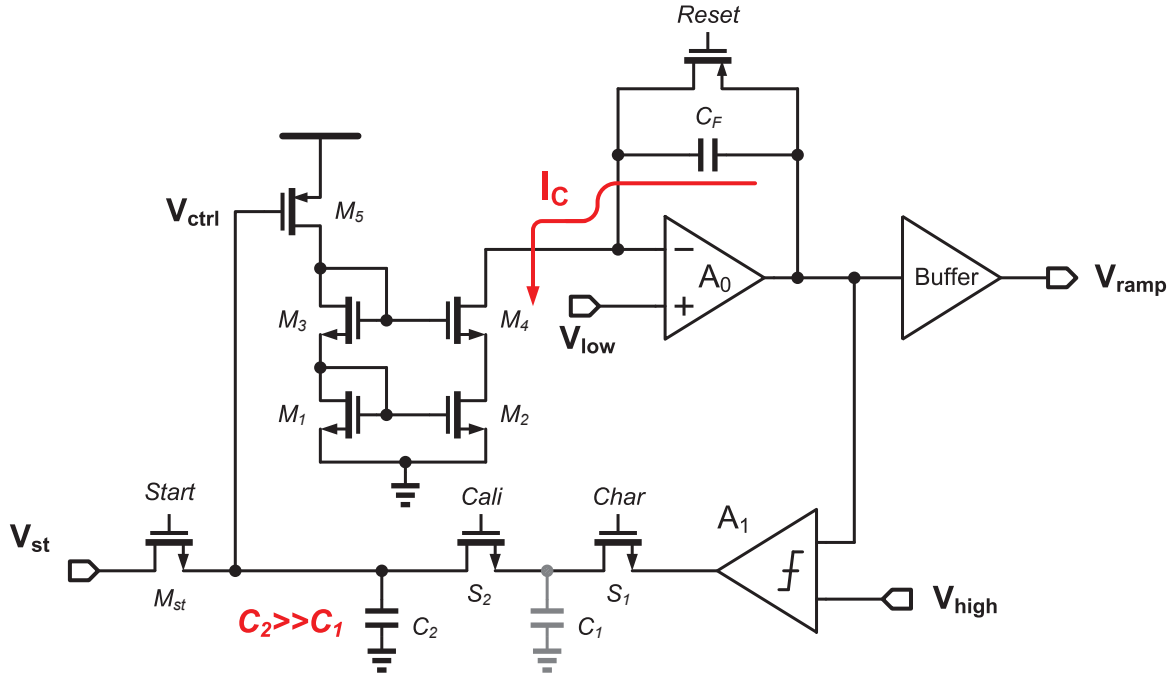 Reset
C_F
I_C
V_ctrl
M_5
A_0
Buffer
V_ramp
M_3
M_4
V_low
M_1
M_2
Start
Cali
Char
A_1
V_st
M_st
S_2
S_1
V_high
C_2>>C_1
C_2
C_1